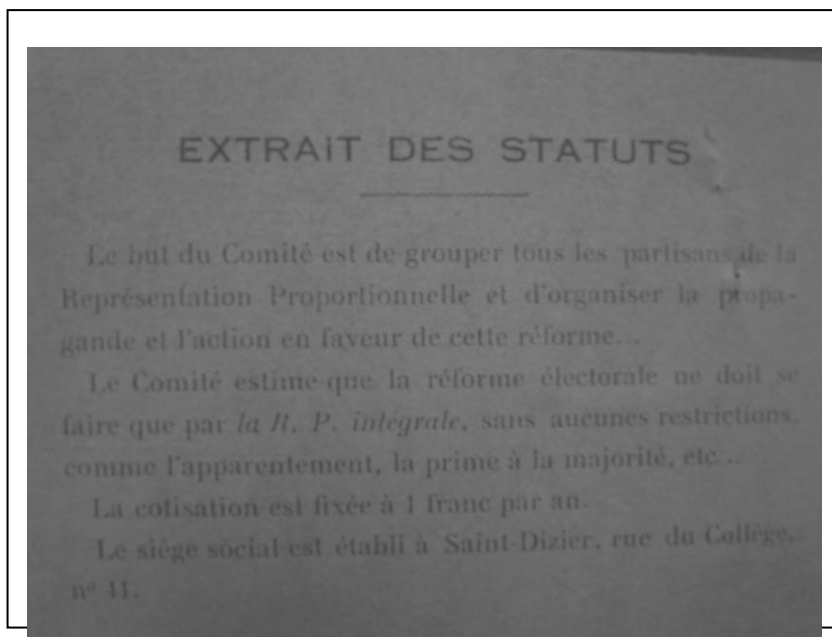 EXTRAIT DES STATUTS
Le but du Comité est de grouper tous les partisans de la
Représentation Proportionnelle et d'organiser la propa-
gande et l'action en faveur de cette réforme...
Le Comité estime que la réforme électorale ne doit se
faire que par la R. P. intégrale, sans aucunes restrictions,
comme l'apparentement, la prime à la majorité, etc...
La cotisation est fixée à 1 franc par an.
Le siége social est établi à Saint-Dizier, rue du Collège,
nº 41.